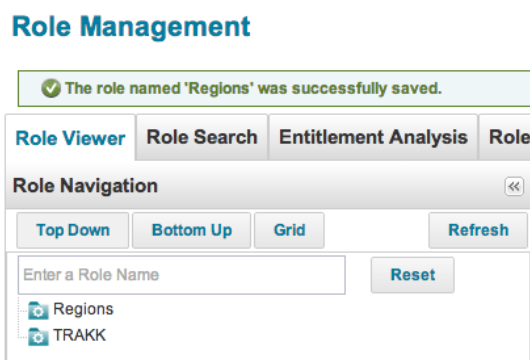 Role Management
The role named 'Regions' was successfully saved.
Role Viewer Role Search Entitlement Analysis Role
Role Navigation
Top Down Bottom Up Grid Refresh
Enter a Role Name Reset
Regions
TRAKK